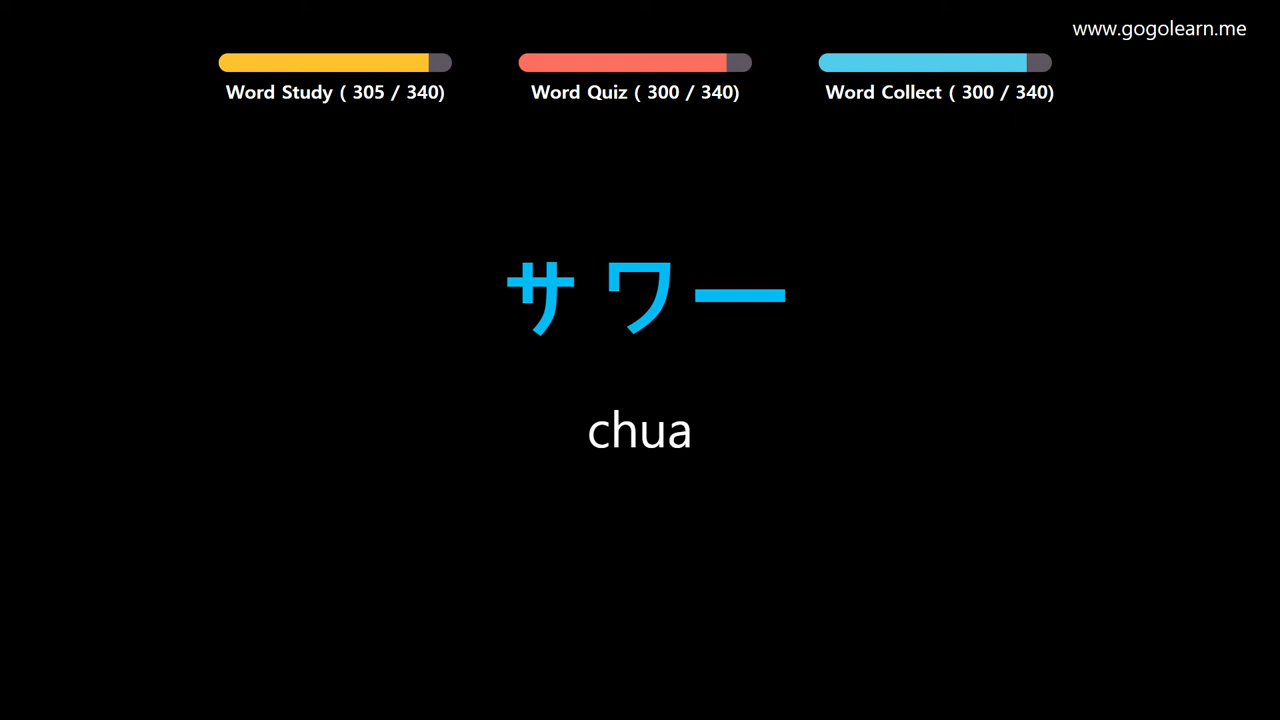 www.gogolearn.me
Word Study ( 305 / 340)
Word Quiz ( 300 / 340)
Word Collect ( 300 / 340)
サワー
chua